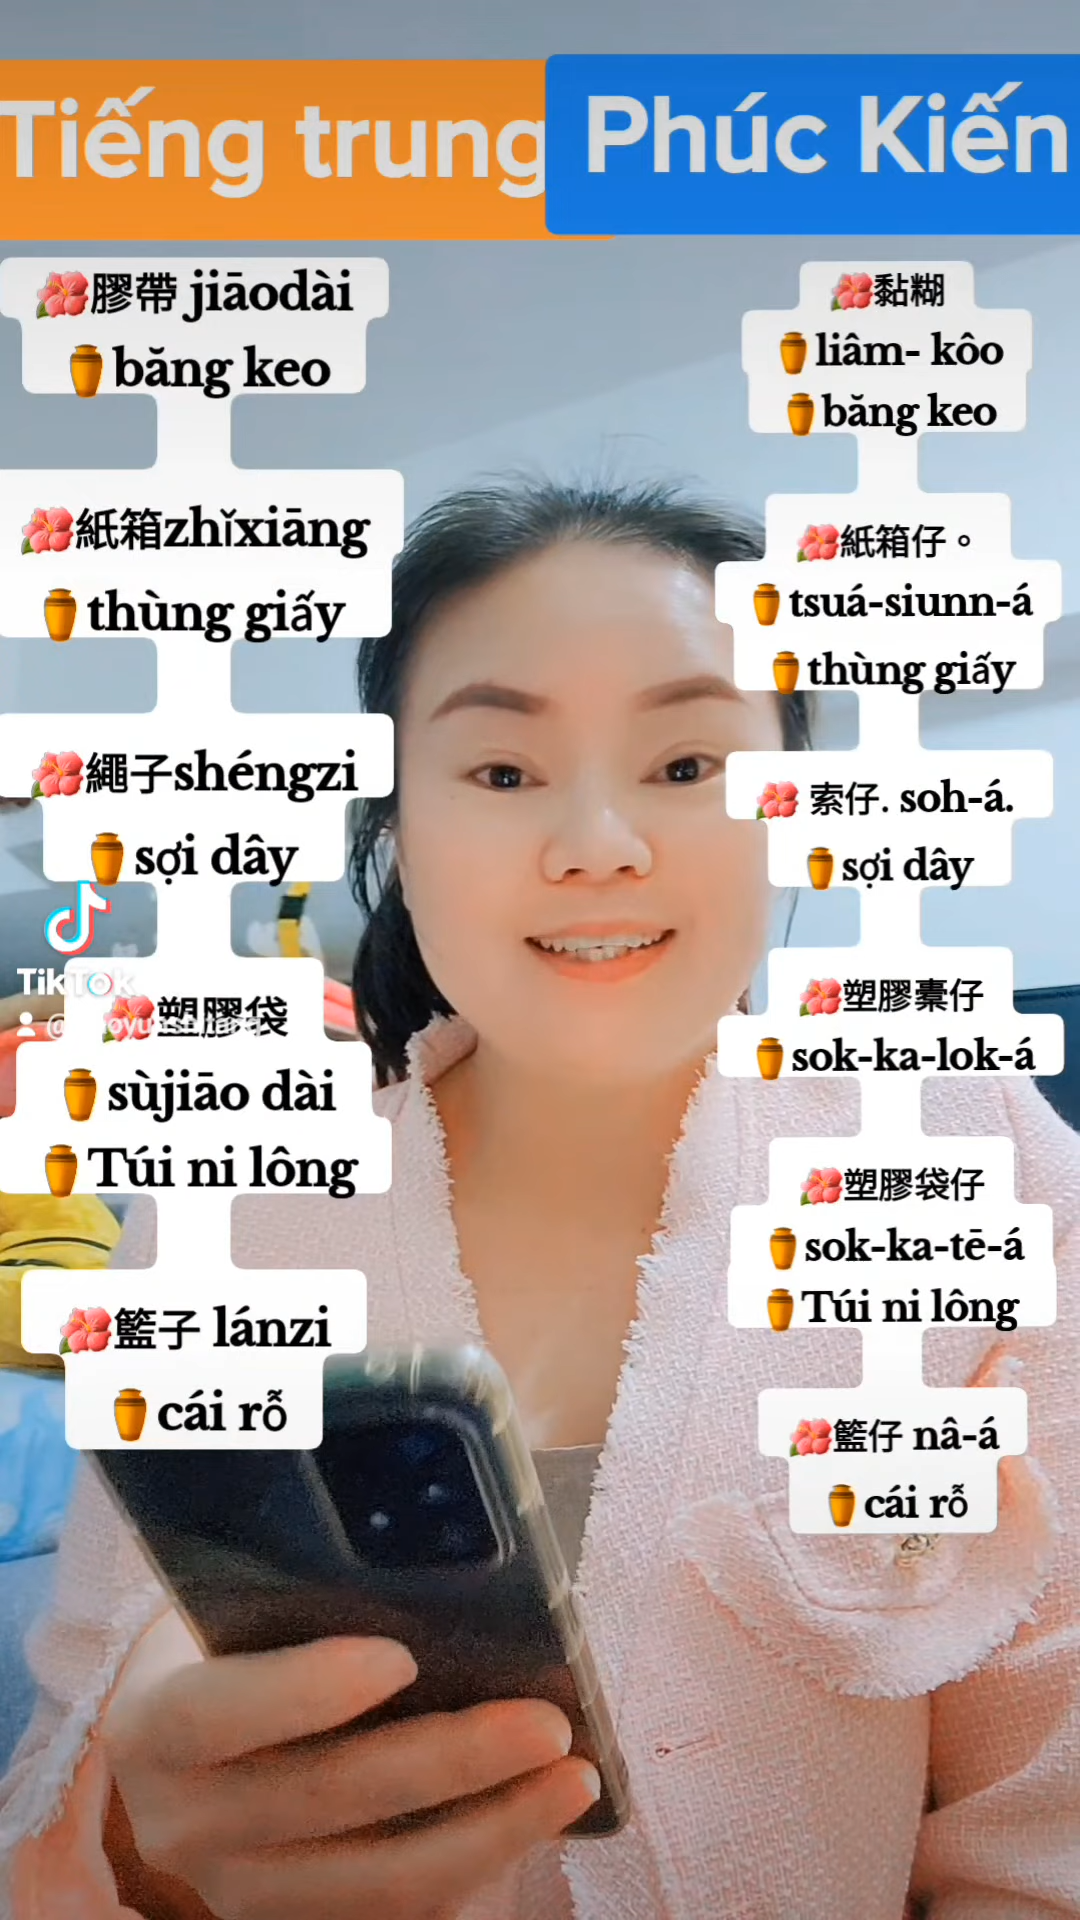 Tiếng trung
Phúc Kiến
🌺膠帶 jiāodài
🏺băng keo
🌺紙箱zhǐxiāng
🏺thùng giấy
🌺繩子shéngzi
🏺sợi dây
🌺塑膠袋
🏺sùjiāo dài
🏺Túi ni lông
🌺籃子 lánzi
🏺cái rỗ
🌺黏糊
🏺liâm- kôo
🏺băng keo
🌺紙箱仔。
🏺tsuá-siunn-á
🏺thùng giấy
🌺 索仔. soh-á.
🏺sợi dây
🌺塑膠橐仔
🏺sok-ka-lok-á
🌺塑膠袋仔
🏺sok-ka-tē-á
🏺Túi ni lông
🌺籃仔 nâ-á
🏺cái rỗ
TikTok